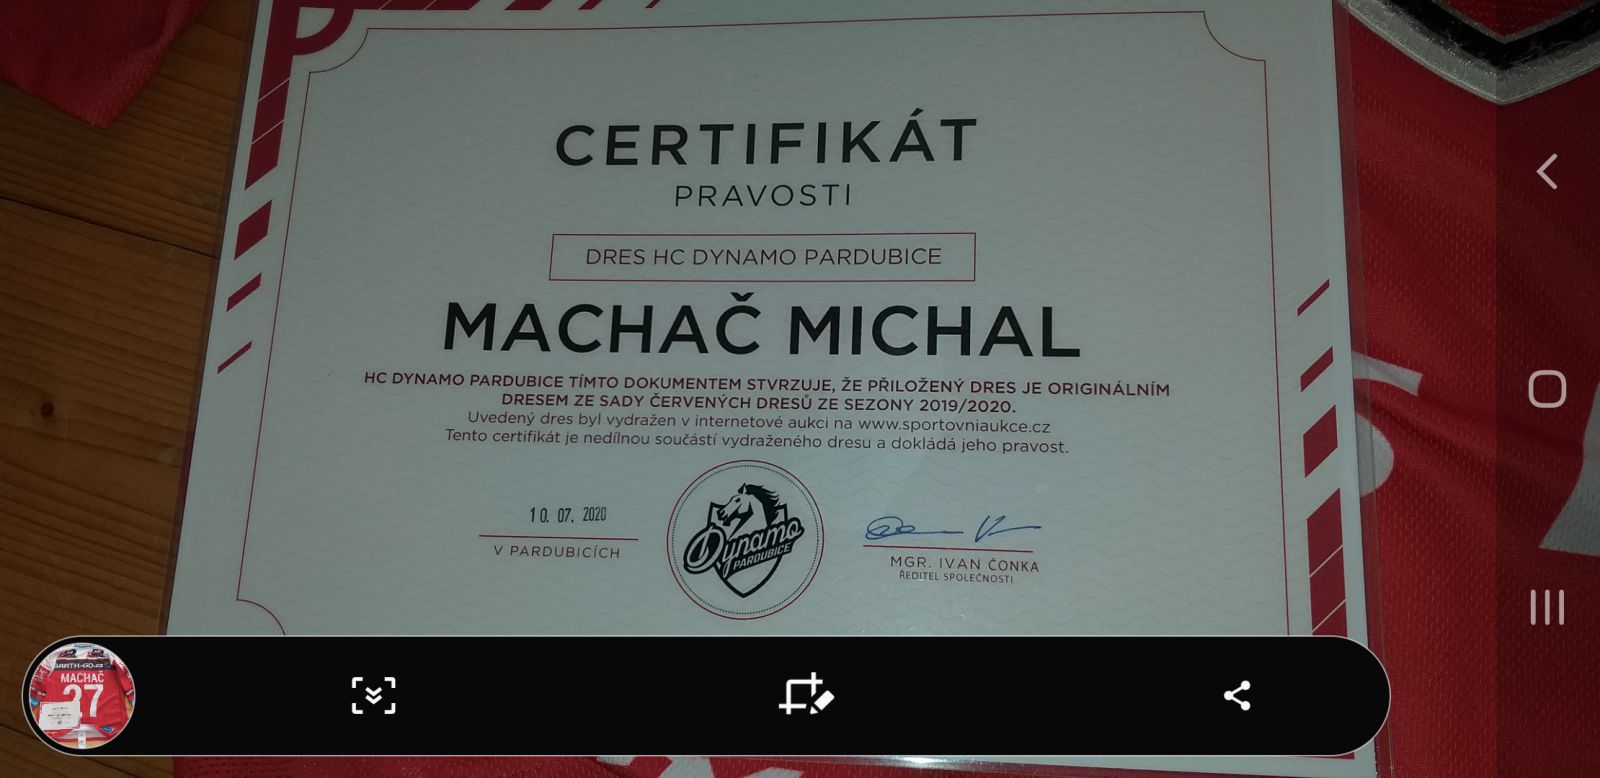 CERTIFIKÁT
PRAVOSTI
DRES HC DYNAMO PARDUBICE
MACHAČ MICHAL
HC DYNAMO PARDUBICE TÍMTO DOKUMENTEM STVRZUJE, ŽE PŘILOŽENÝ DRES JE ORIGINÁLNÍM
DRESEM ZE SADY ČERVENÝCH DRESŮ ZE SEZONY 2019/2020.
Uvedený dres byl vydražen v internetové aukci na www.sportovniaukce.cz
Tento certifikát je nedílnou součástí vydraženého dresu a dokládá jeho pravost.
10. 07. 2020
V PARDUBICÍCH
Dynamo
PARDUBICE
MGR. IVAN ČONKA
ŘEDITEL SPOLEČNOSTI
BARTH-GO.cz
MACHAČ
27